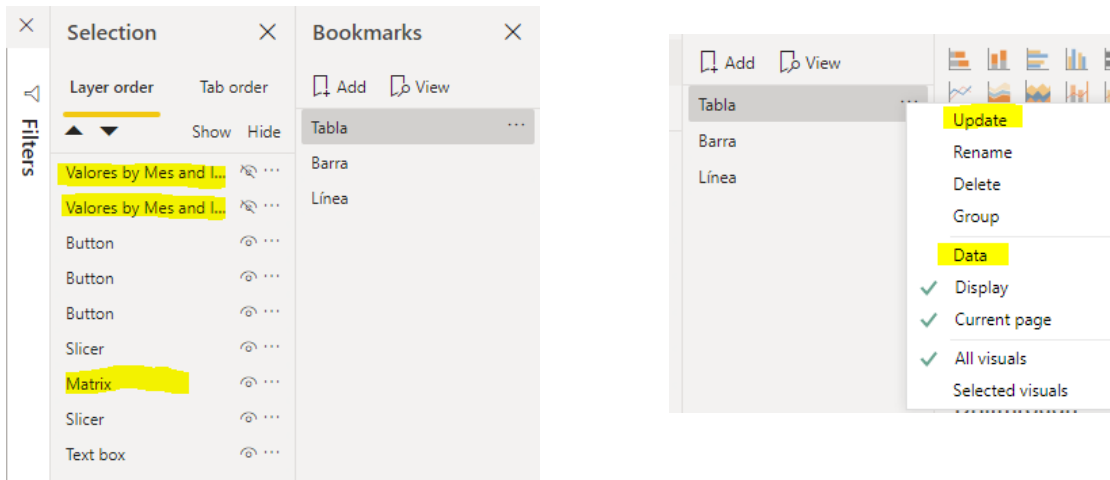 Selection
Bookmarks
Filters
Layer order Tab order
Add View
Show Hide
Valores by Mes and I...
Valores by Mes and I...
Button
Button
Button
Slicer
Matrix
Slicer
Text box
Tabla
Barra
Línea
Add View
Tabla
Barra
Línea
Update
Rename
Delete
Group
Data
Display
Current page
All visuals
Selected visuals